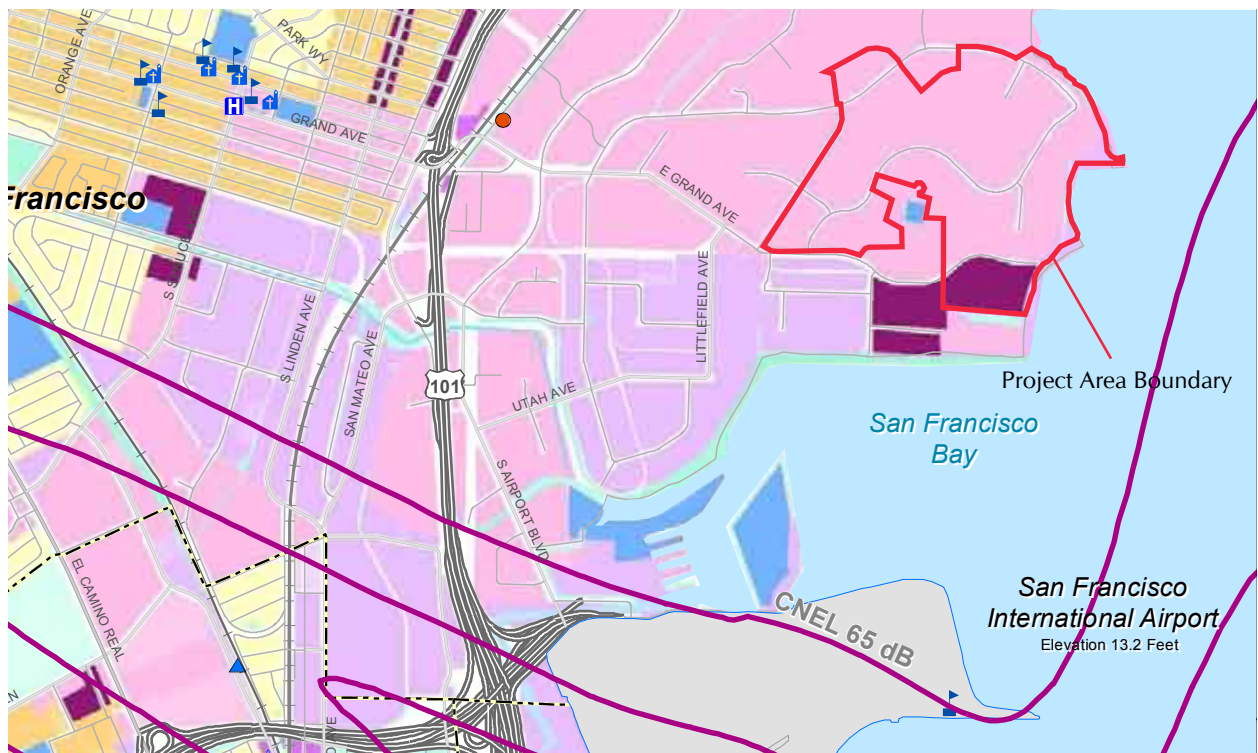 ORANGE AVE
PARK WY
H
GRAND AVE
E GRAND AVE
Francisco
S SPRUCE
S LINDEN AVE
SAN MATEO AVE
LITTLEFIELD AVE
101
UTAH AVE
Project Area Boundary
San Francisco
Bay
S AIRPORT BLVD
EL CAMINO REAL
CNEL 65 dB
San Francisco
International Airport
Elevation 13.2 Feet